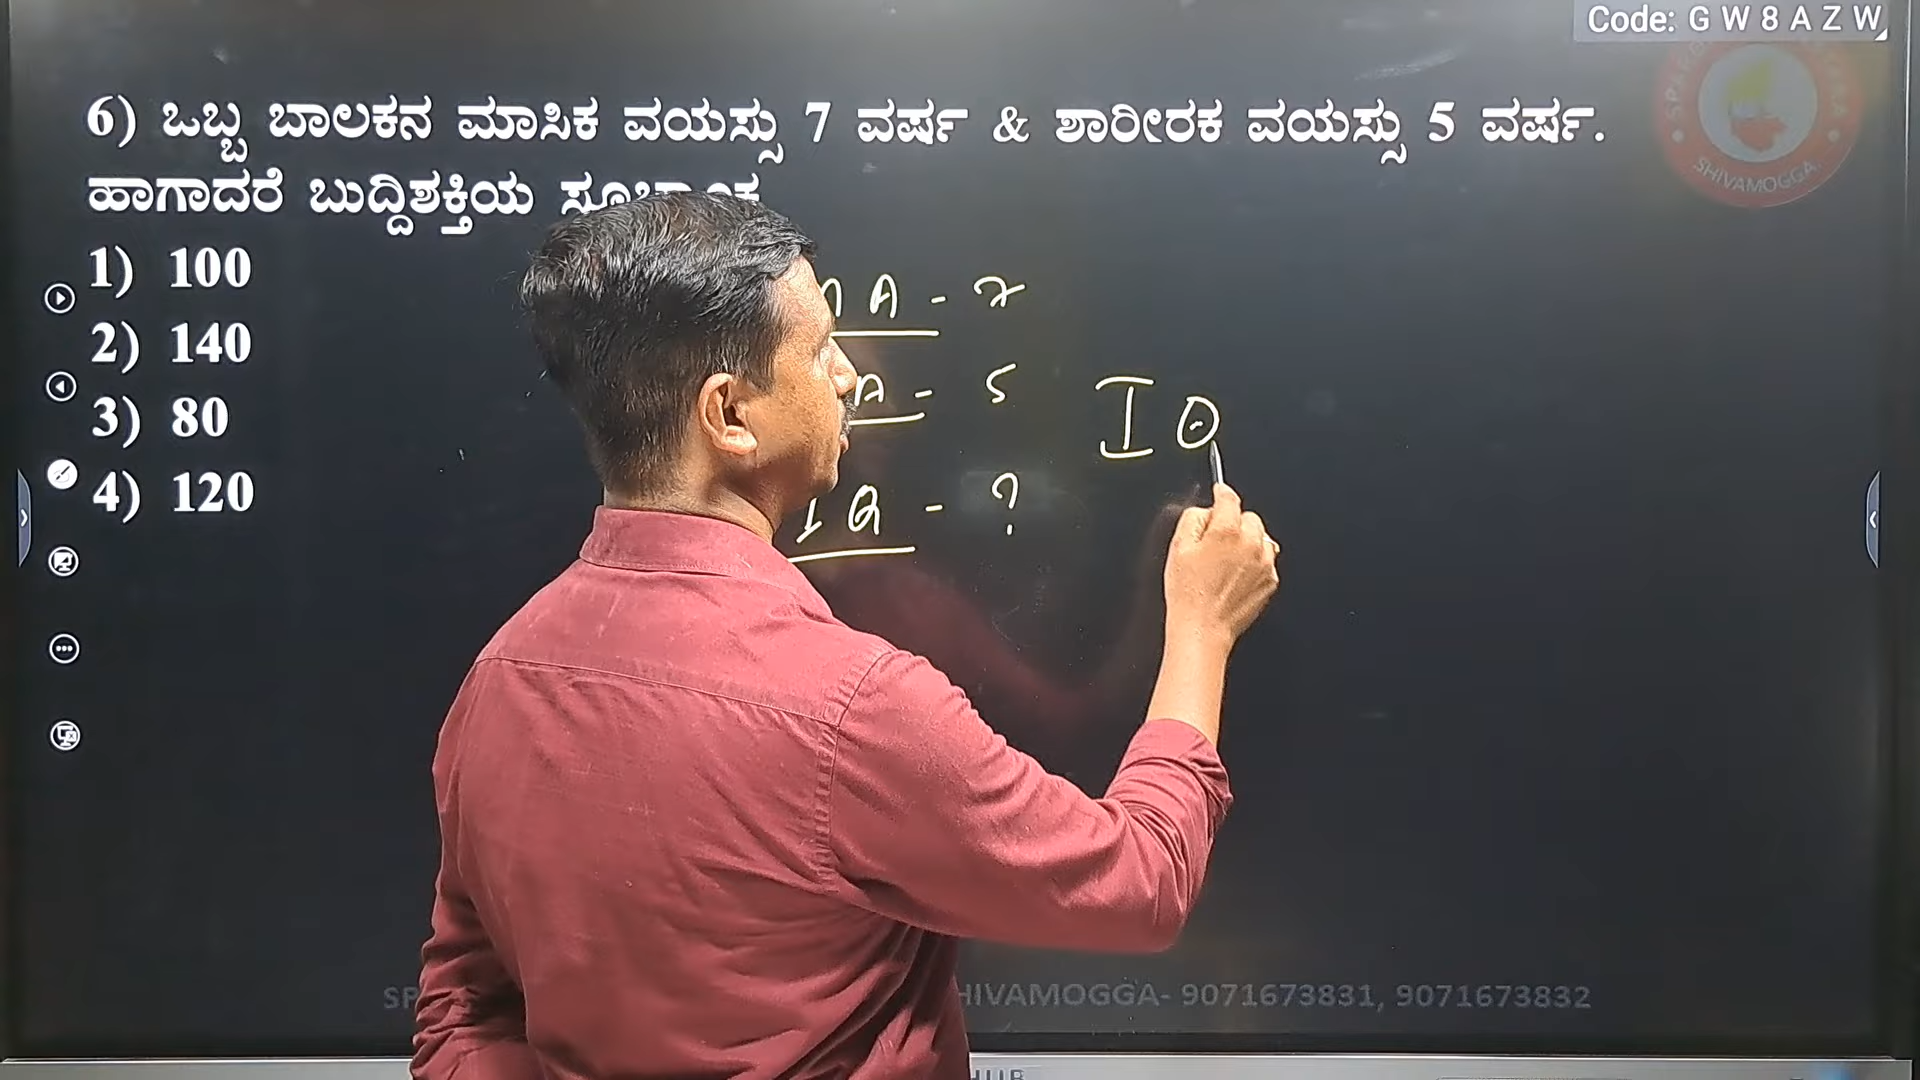 Code: G W 8 A Z W
6) ಒಬ್ಬ ಬಾಲಕನ ಮಾಸಿಕ ವಯಸ್ಸು 7 ವರ್ಷ & ಶಾರೀರಕ ವಯಸ್ಸು 5 ವರ್ಷ.
ಹಾಗಾದರೆ ಬುದ್ದಿಶಕ್ತಿಯ
1) 100
2) 140
3) 80
4) 120
A - 7
A - 5
IQ - ?
I Q
SHIVAMOGGA
HIVAMOGGA- 9071673831, 9071673832
HUB